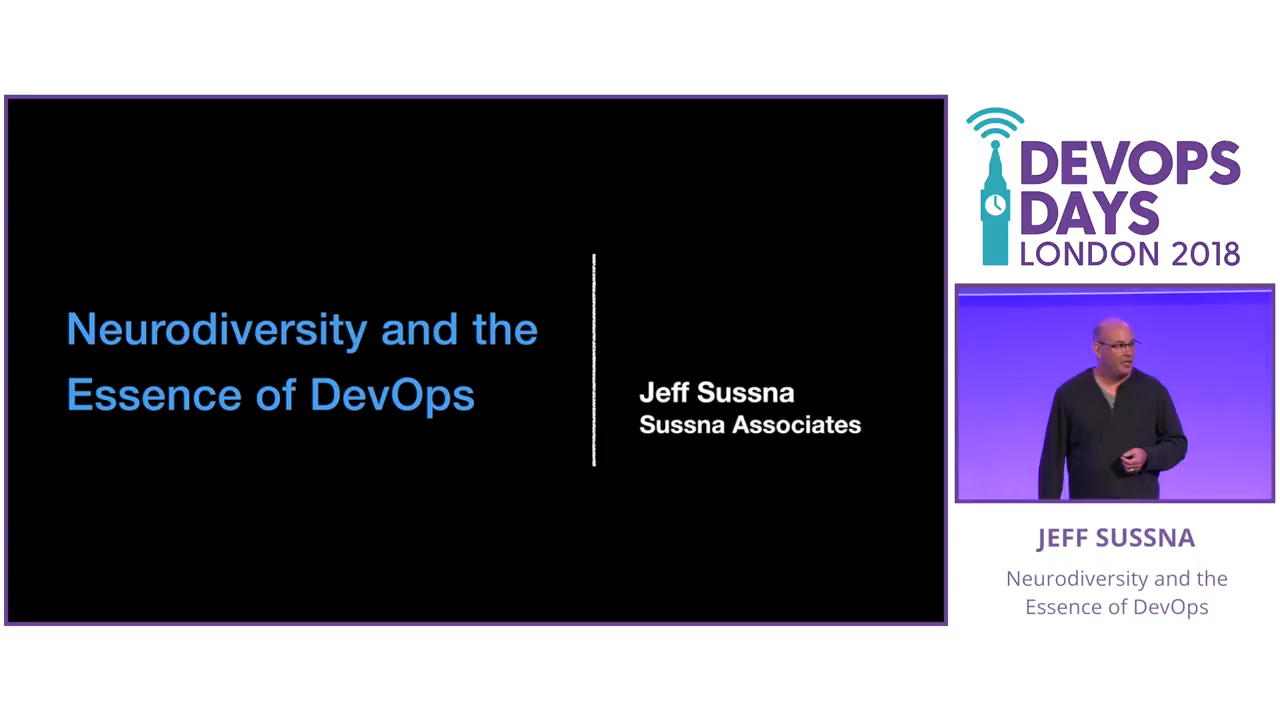 Neurodiversity and the
Essence of DevOps
Jeff Sussna
Sussna Associates
DEVOPS
DAYS
LONDON 2018
JEFF SUSSNA
Neurodiversity and the
Essence of DevOps